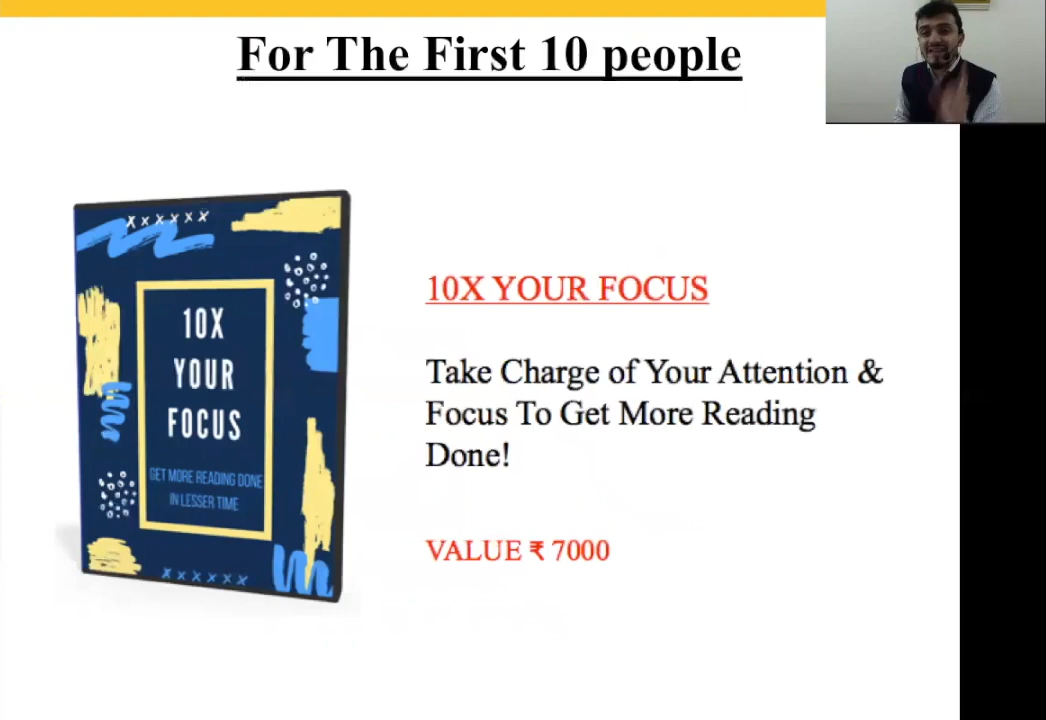 For The First 10 people
x x x x x x
10X
YOUR
FOCUS
GET MORE READING DONE
IN LESSER TIME
x x x x x x
10X YOUR FOCUS
Take Charge of Your Attention &
Focus To Get More Reading
Done!
VALUE ₹ 7000